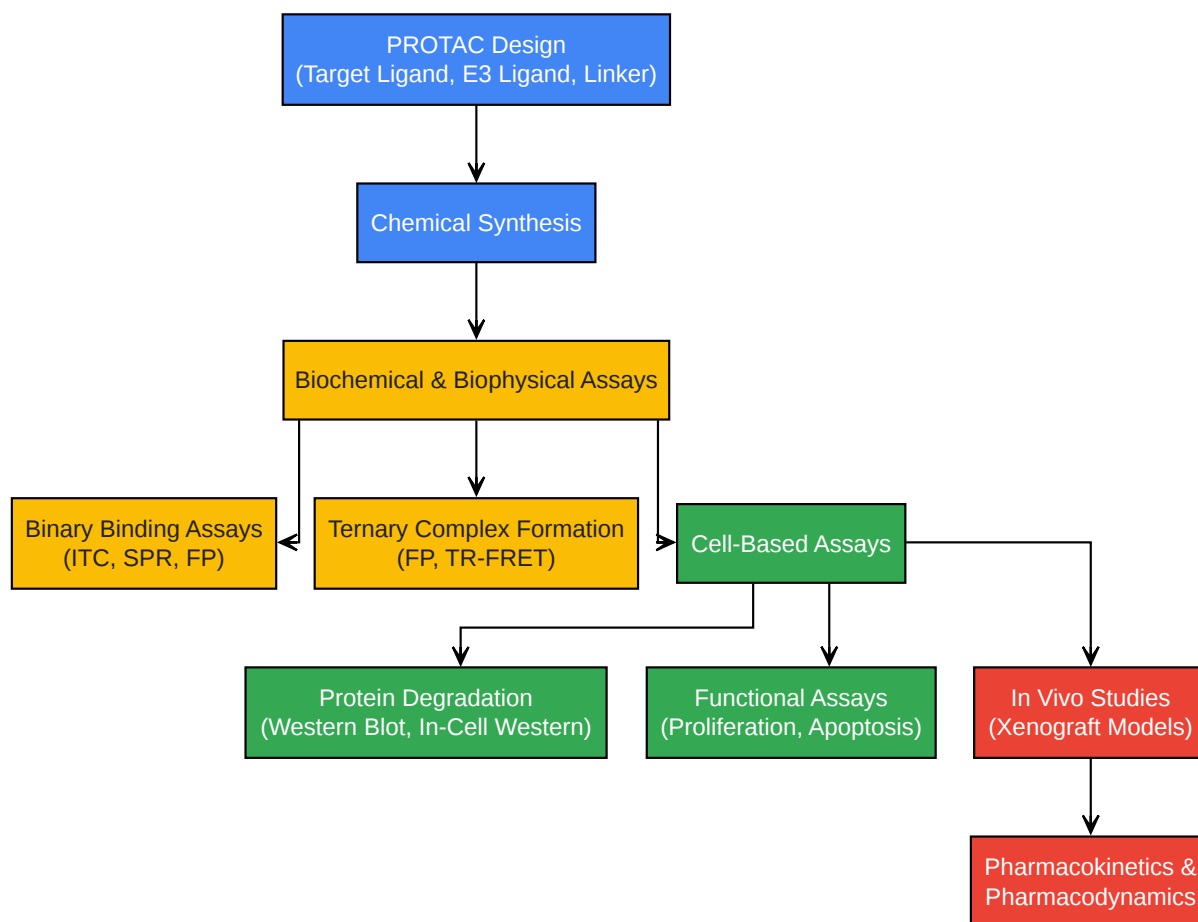 PROTAC Design
(Target Ligand, E3 Ligand, Linker)
Chemical Synthesis
Biochemical & Biophysical Assays
Binary Binding Assays
(ITC, SPR, FP)
Ternary Complex Formation
(FP, TR-FRET)
Cell-Based Assays
Protein Degradation
(Western Blot, In-Cell Western)
Functional Assays
(Proliferation, Apoptosis)
In Vivo Studies
(Xenograft Models)
Pharmacokinetics &
Pharmacodynamics